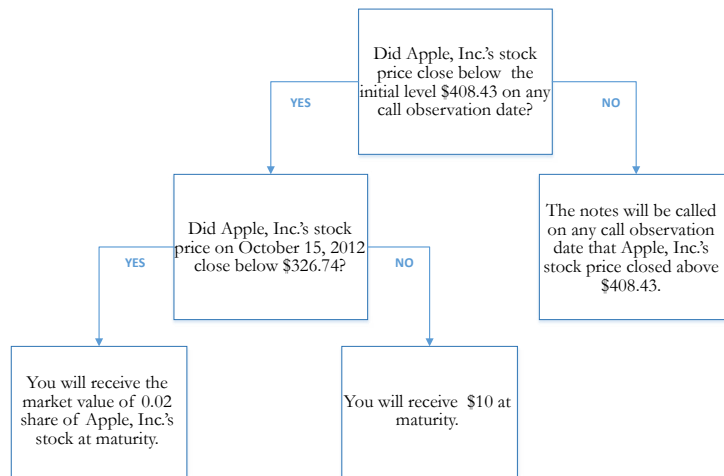 Did Apple, Inc.'s stock
price close below the
initial level $408.43 on any
call observation date?
YES
NO
Did Apple, Inc.'s stock
price on October 15, 2012
close below $326.74?
The notes will be called
on any call observation
date that Apple, Inc.'s
stock price closed above
$408.43.
YES
NO
You will receive the
market value of 0.02
share of Apple, Inc.'s
stock at maturity.
You will receive $10 at
maturity.